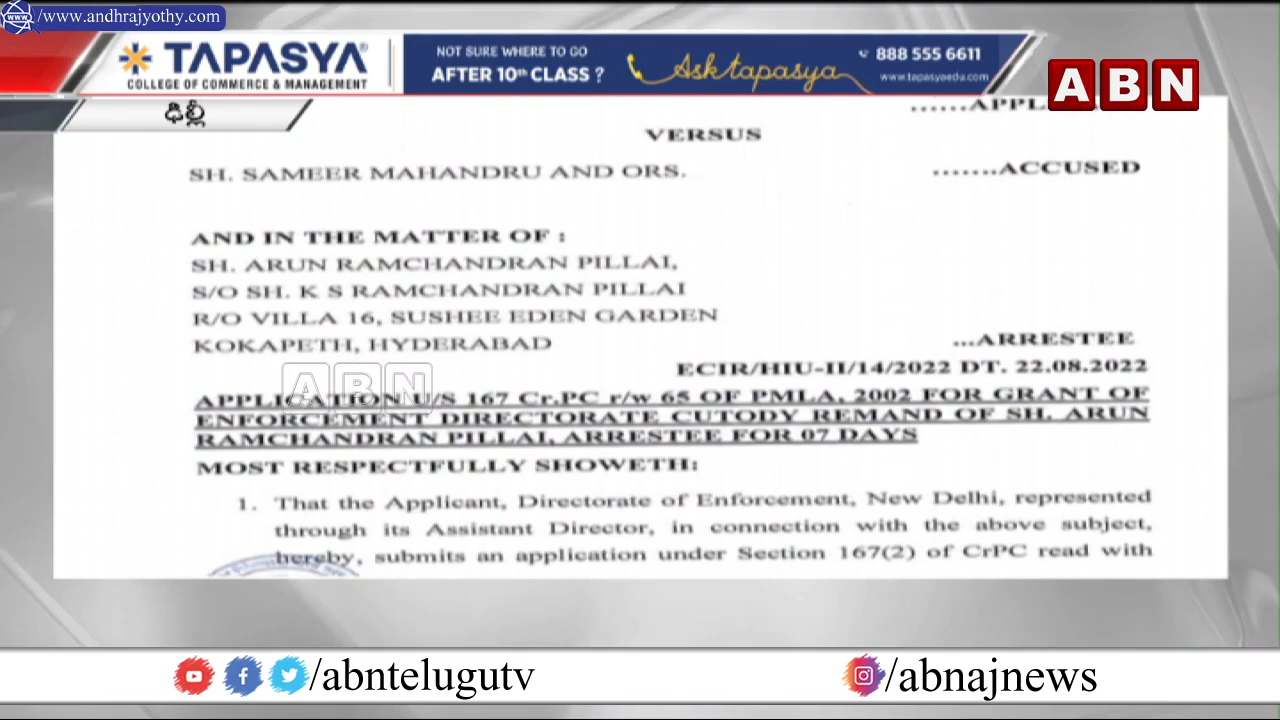 www. /www.andhrajyothy.com
TAPASYA®
COLLEGE OF COMMERCE & MANAGEMENT
NOT SURE WHERE TO GO
AFTER 10th CLASS ?
Asktapasya
888 555 6611
www.tapasyaedu.com
ABN
ఢిల్లీ
VERSUS
SH. SAMEER MAHANDRU AND ORS. .......ACCUSED
AND IN THE MATTER OF :
SH. ARUN RAMCHANDRAN PILLAI,
S/O SH. K S RAMCHANDRAN PILLAI
R/O VILLA 16, SUSHEE EDEN GARDEN
KOKAPETH, HYDERABAD ...ARRESTEE
ECIR/HIU-II/14/2022 DT. 22.08.2022
ABN
APPLICATION U/S 167 Cr.PC r/w 65 OF PMLA, 2002 FOR GRANT OF
ENFORCEMENT DIRECTORATE CUTODY REMAND OF SH. ARUN
RAMCHANDRAN PILLAI, ARRESTEE FOR 07 DAYS
MOST RESPECTFULLY SHOWETH:
1. That the Applicant, Directorate of Enforcement, New Delhi, represented
through its Assistant Director, in connection with the above subject,
hereby, submits an application under Section 167(2) of CrPC read with
/abntelugutv
/abnajnews